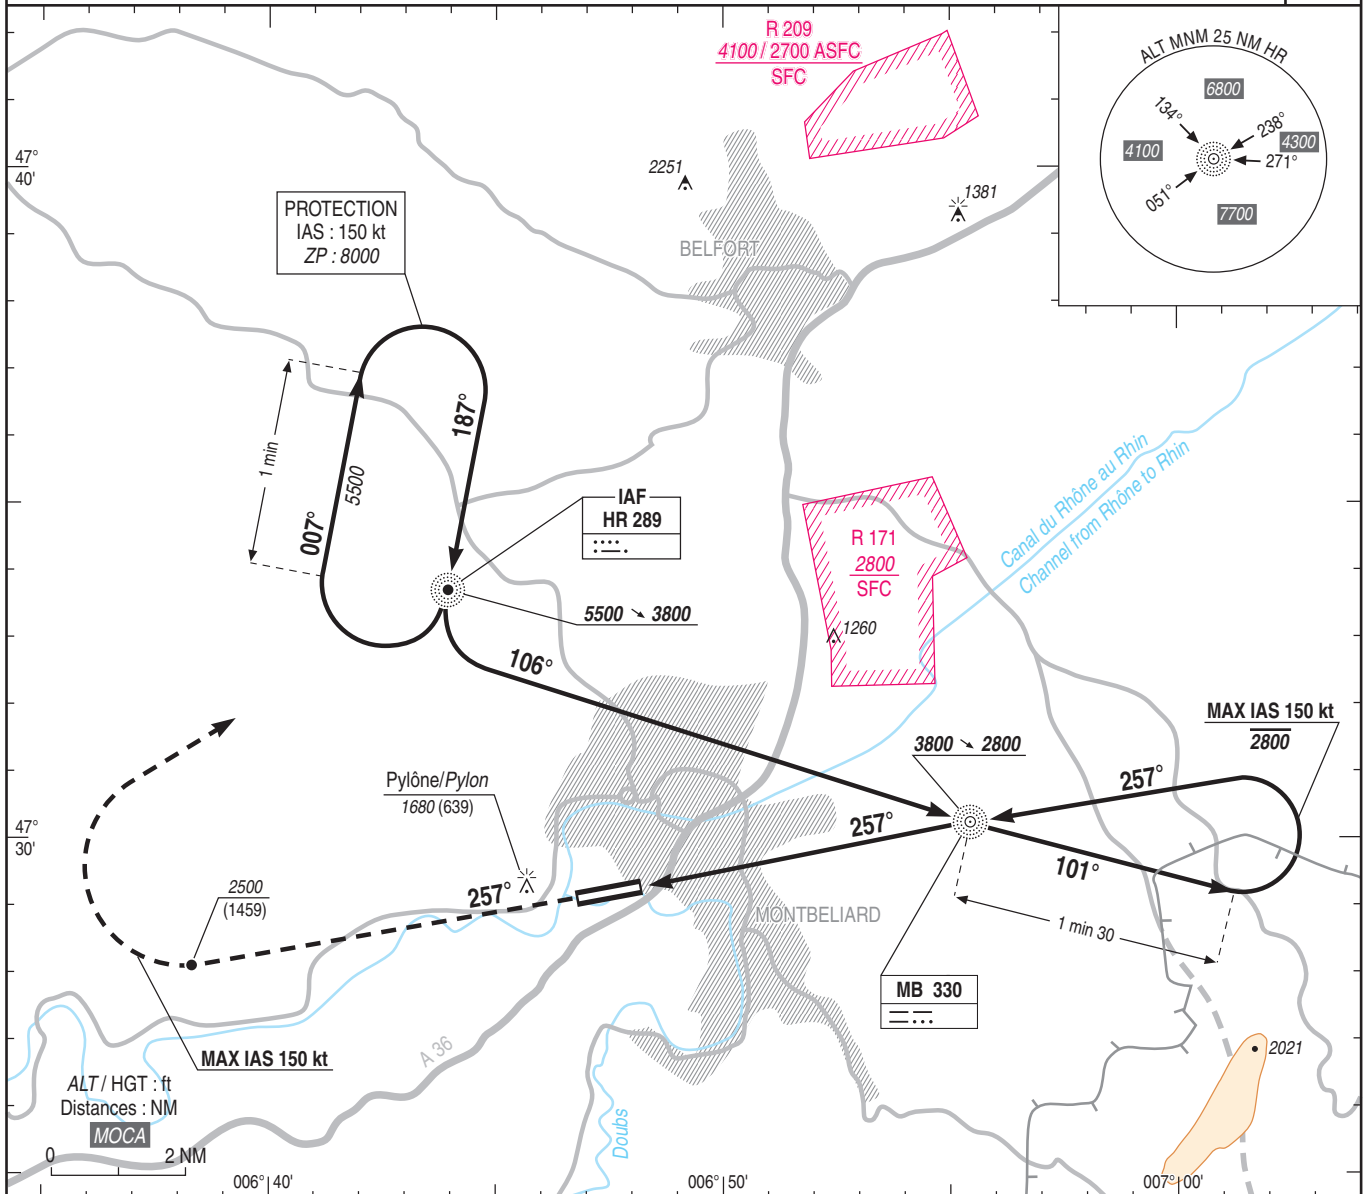 R 209
4100 / 2700 ASFC
SFC
ALT MNM 25 NM HR
6800
134°
238°
4100
4300
271°
051°
7700
47°
40'
2251
1381
BELFORT
PROTECTION
IAS : 150 kt
ZP : 8000
187°
1 min
5500
007°
IAF
HR 289
5500 ➘ 3800
R 171
2800
SFC
1260
Canal du Rhône au Rhin
Channel from Rhône to Rhin
106°
MAX IAS 150 kt
2800
3800 ➘ 2800
257°
Pylône/Pylon
1680 (639)
257°
47°
30'
101°
257°
2500
(1459)
MONTBELIARD
1 min 30
MB 330
A 36
MAX IAS 150 kt
2021
ALT / HGT : ft
Distances : NM
MOCA
0 2 NM
Doubs
006° 40'
006° 50'
007° 00'